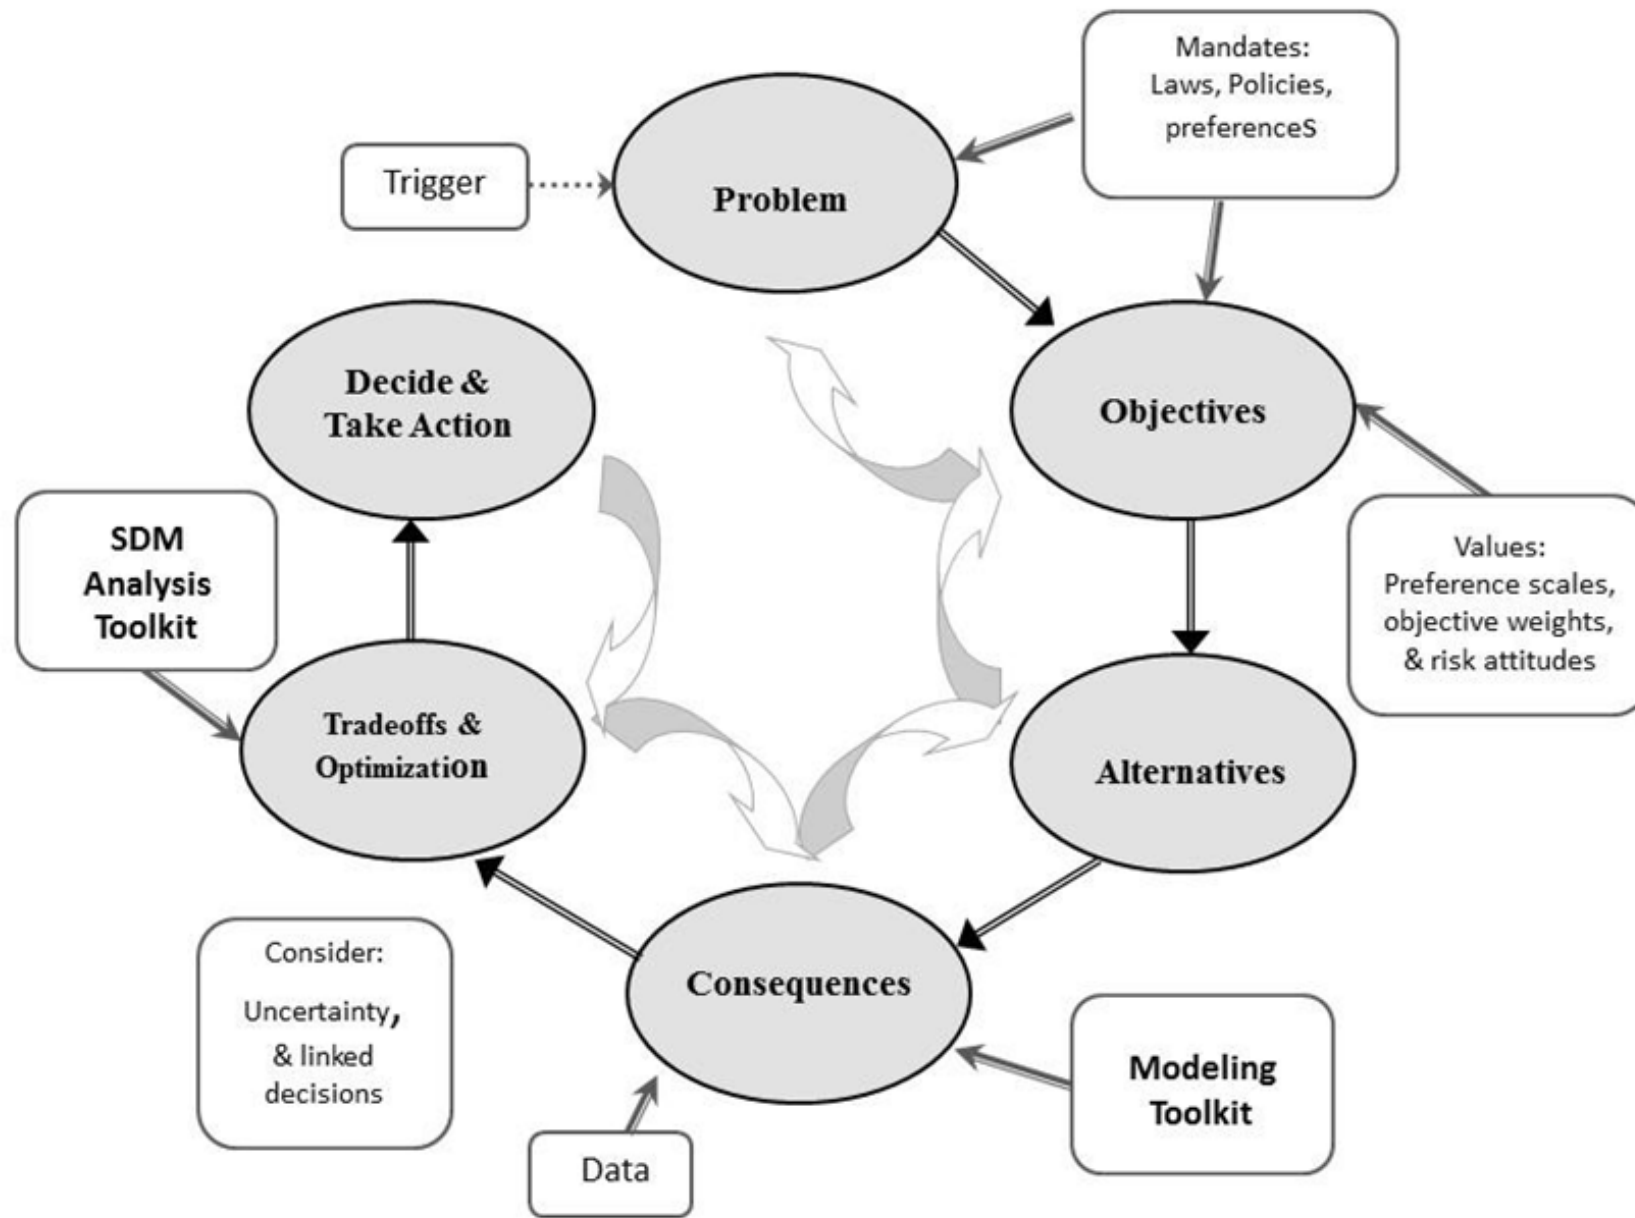 Mandates:
Laws, Policies,
preferences
Trigger
Problem
Decide &
Take Action
Objectives
SDM
Analysis
Toolkit
Values:
Preference scales,
objective weights,
& risk attitudes
Tradeoffs &
Optimization
Alternatives
Consider:
Uncertainty,
& linked
decisions
Consequences
Modeling
Toolkit
Data